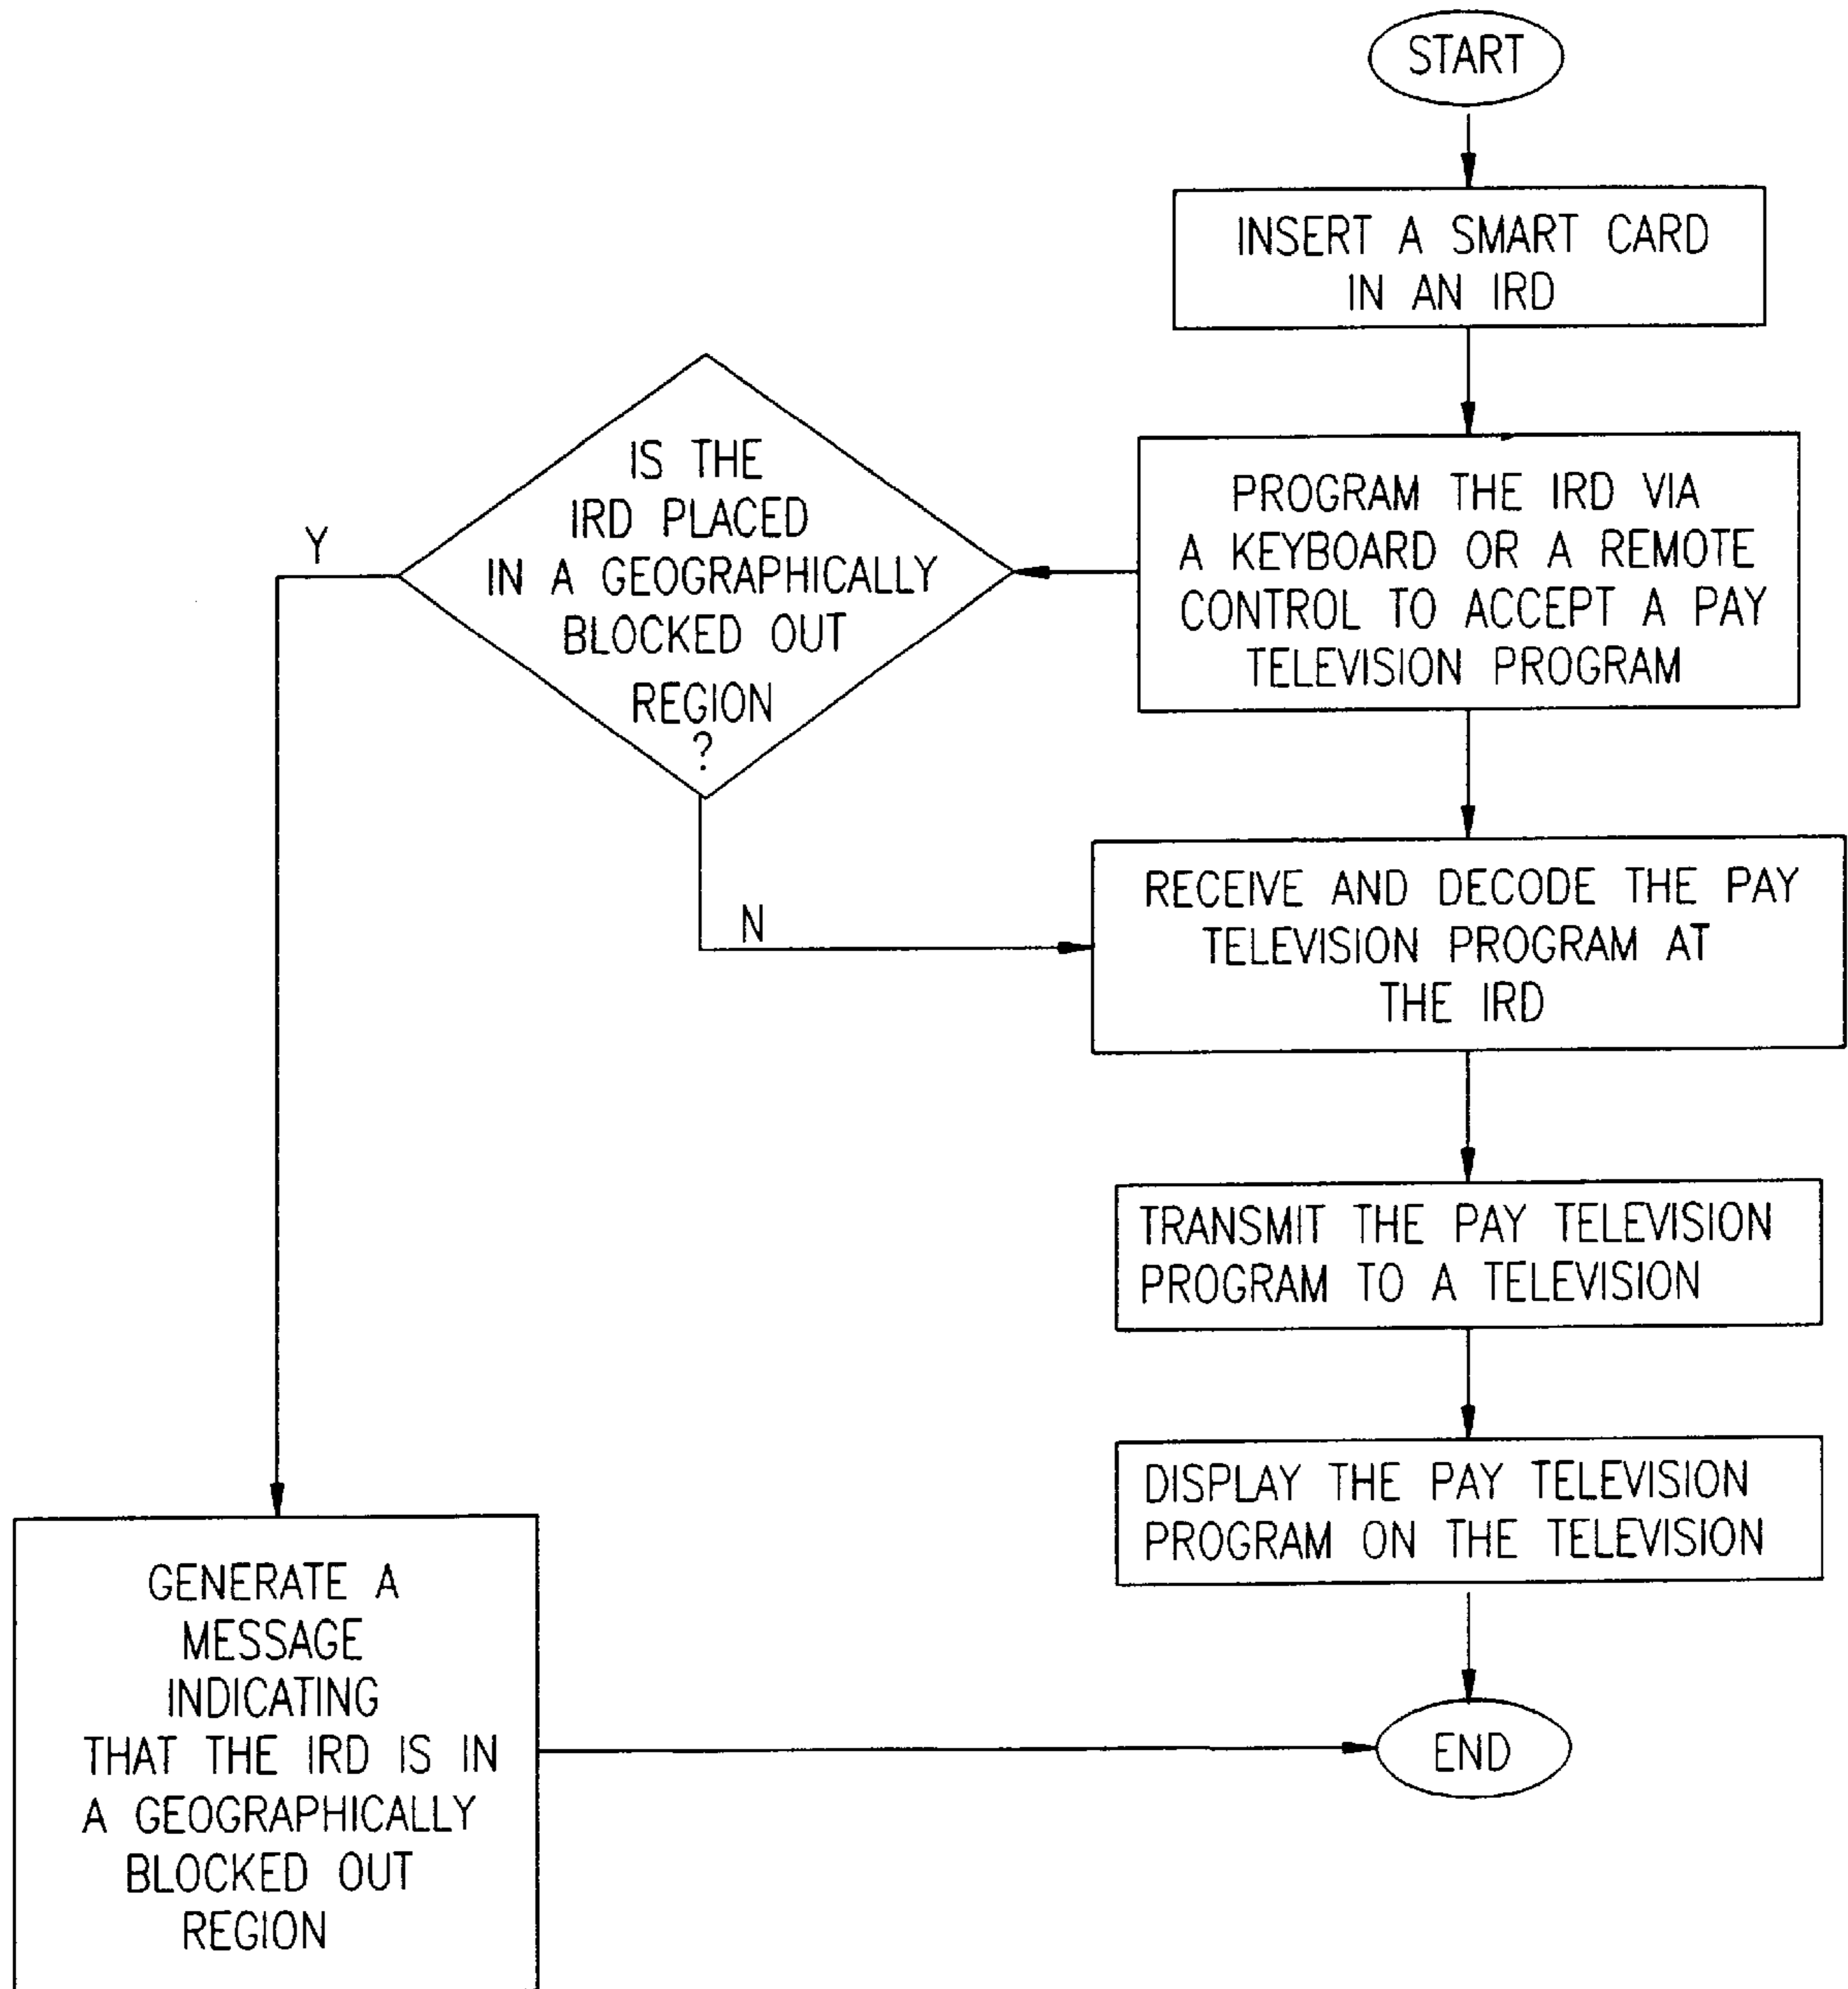 START
INSERT A SMART CARD
IN AN IRD
PROGRAM THE IRD VIA
A KEYBOARD OR A REMOTE
CONTROL TO ACCEPT A PAY
TELEVISION PROGRAM
IS THE
IRD PLACED
IN A GEOGRAPHICALLY
BLOCKED OUT
REGION
?
Y
N
RECEIVE AND DECODE THE PAY
TELEVISION PROGRAM AT
THE IRD
TRANSMIT THE PAY TELEVISION
PROGRAM TO A TELEVISION
DISPLAY THE PAY TELEVISION
PROGRAM ON THE TELEVISION
GENERATE A
MESSAGE
INDICATING
THAT THE IRD IS IN
A GEOGRAPHICALLY
BLOCKED OUT
REGION
END